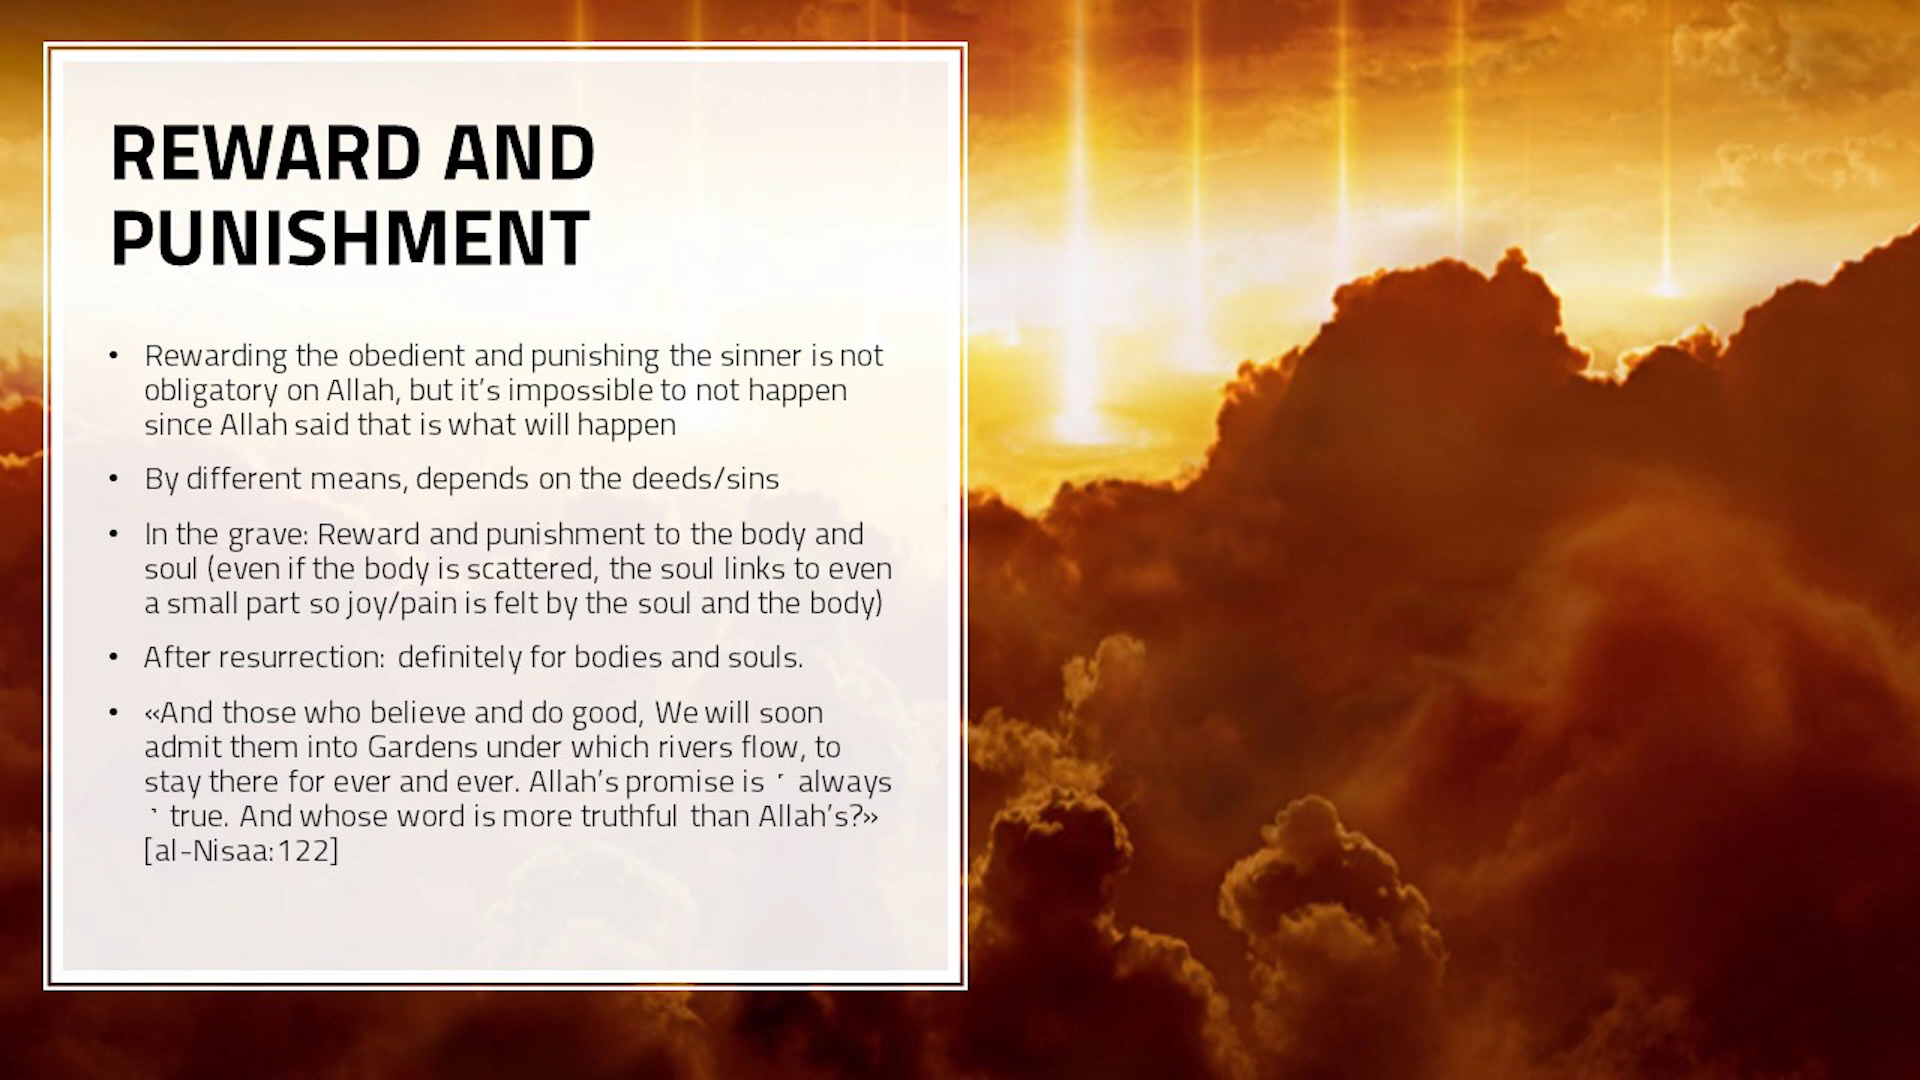 REWARD AND
PUNISHMENT
• Rewarding the obedient and punishing the sinner is not
obligatory on Allah, but it’s impossible to not happen
since Allah said that is what will happen
• By different means, depends on the deeds/sins
• In the grave: Reward and punishment to the body and
soul (even if the body is scattered, the soul links to even
a small part so joy/pain is felt by the soul and the body)
• After resurrection: definitely for bodies and souls.
• «And those who believe and do good, We will soon
admit them into Gardens under which rivers flow, to
stay there for ever and ever. Allah’s promise is ˹ always
˺ true. And whose word is more truthful than Allah’s?»
[al-Nisaa:122]